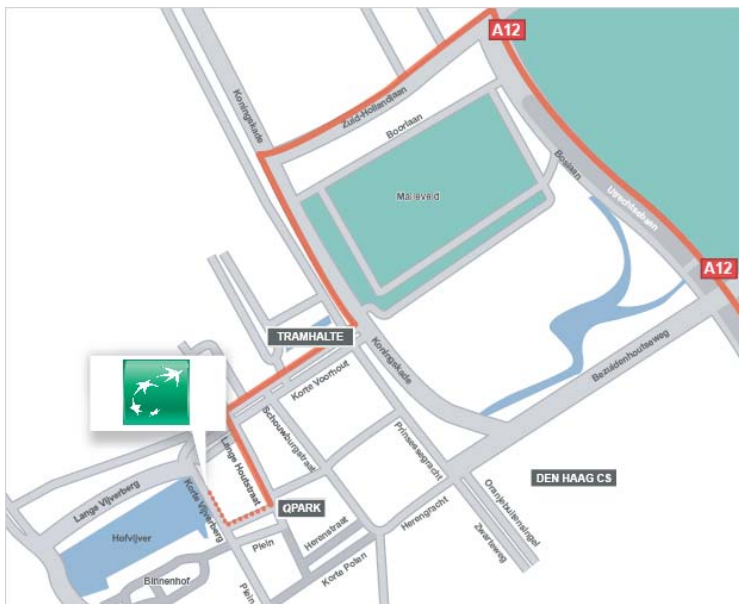 A12
Koningskade
Zuid-Hollandlaan
Boorlaan
Boslaan
Malieveld
Utrechtsebaan
A12
TRAMHALTE
Koningskade
Bezuidenhoutseweg
Korte Voorhout
Schouwburgstraat
Prinsessegracht
Lange Houtstraat
DEN HAAG CS
Oranjebuitensingel
Lange Vijverberg
Korte Vijverberg
QPARK
Herengracht
Zwarteweg
Hofvijver
Plein
Herenstraat
Korte Poten
Binnenhof
Plein